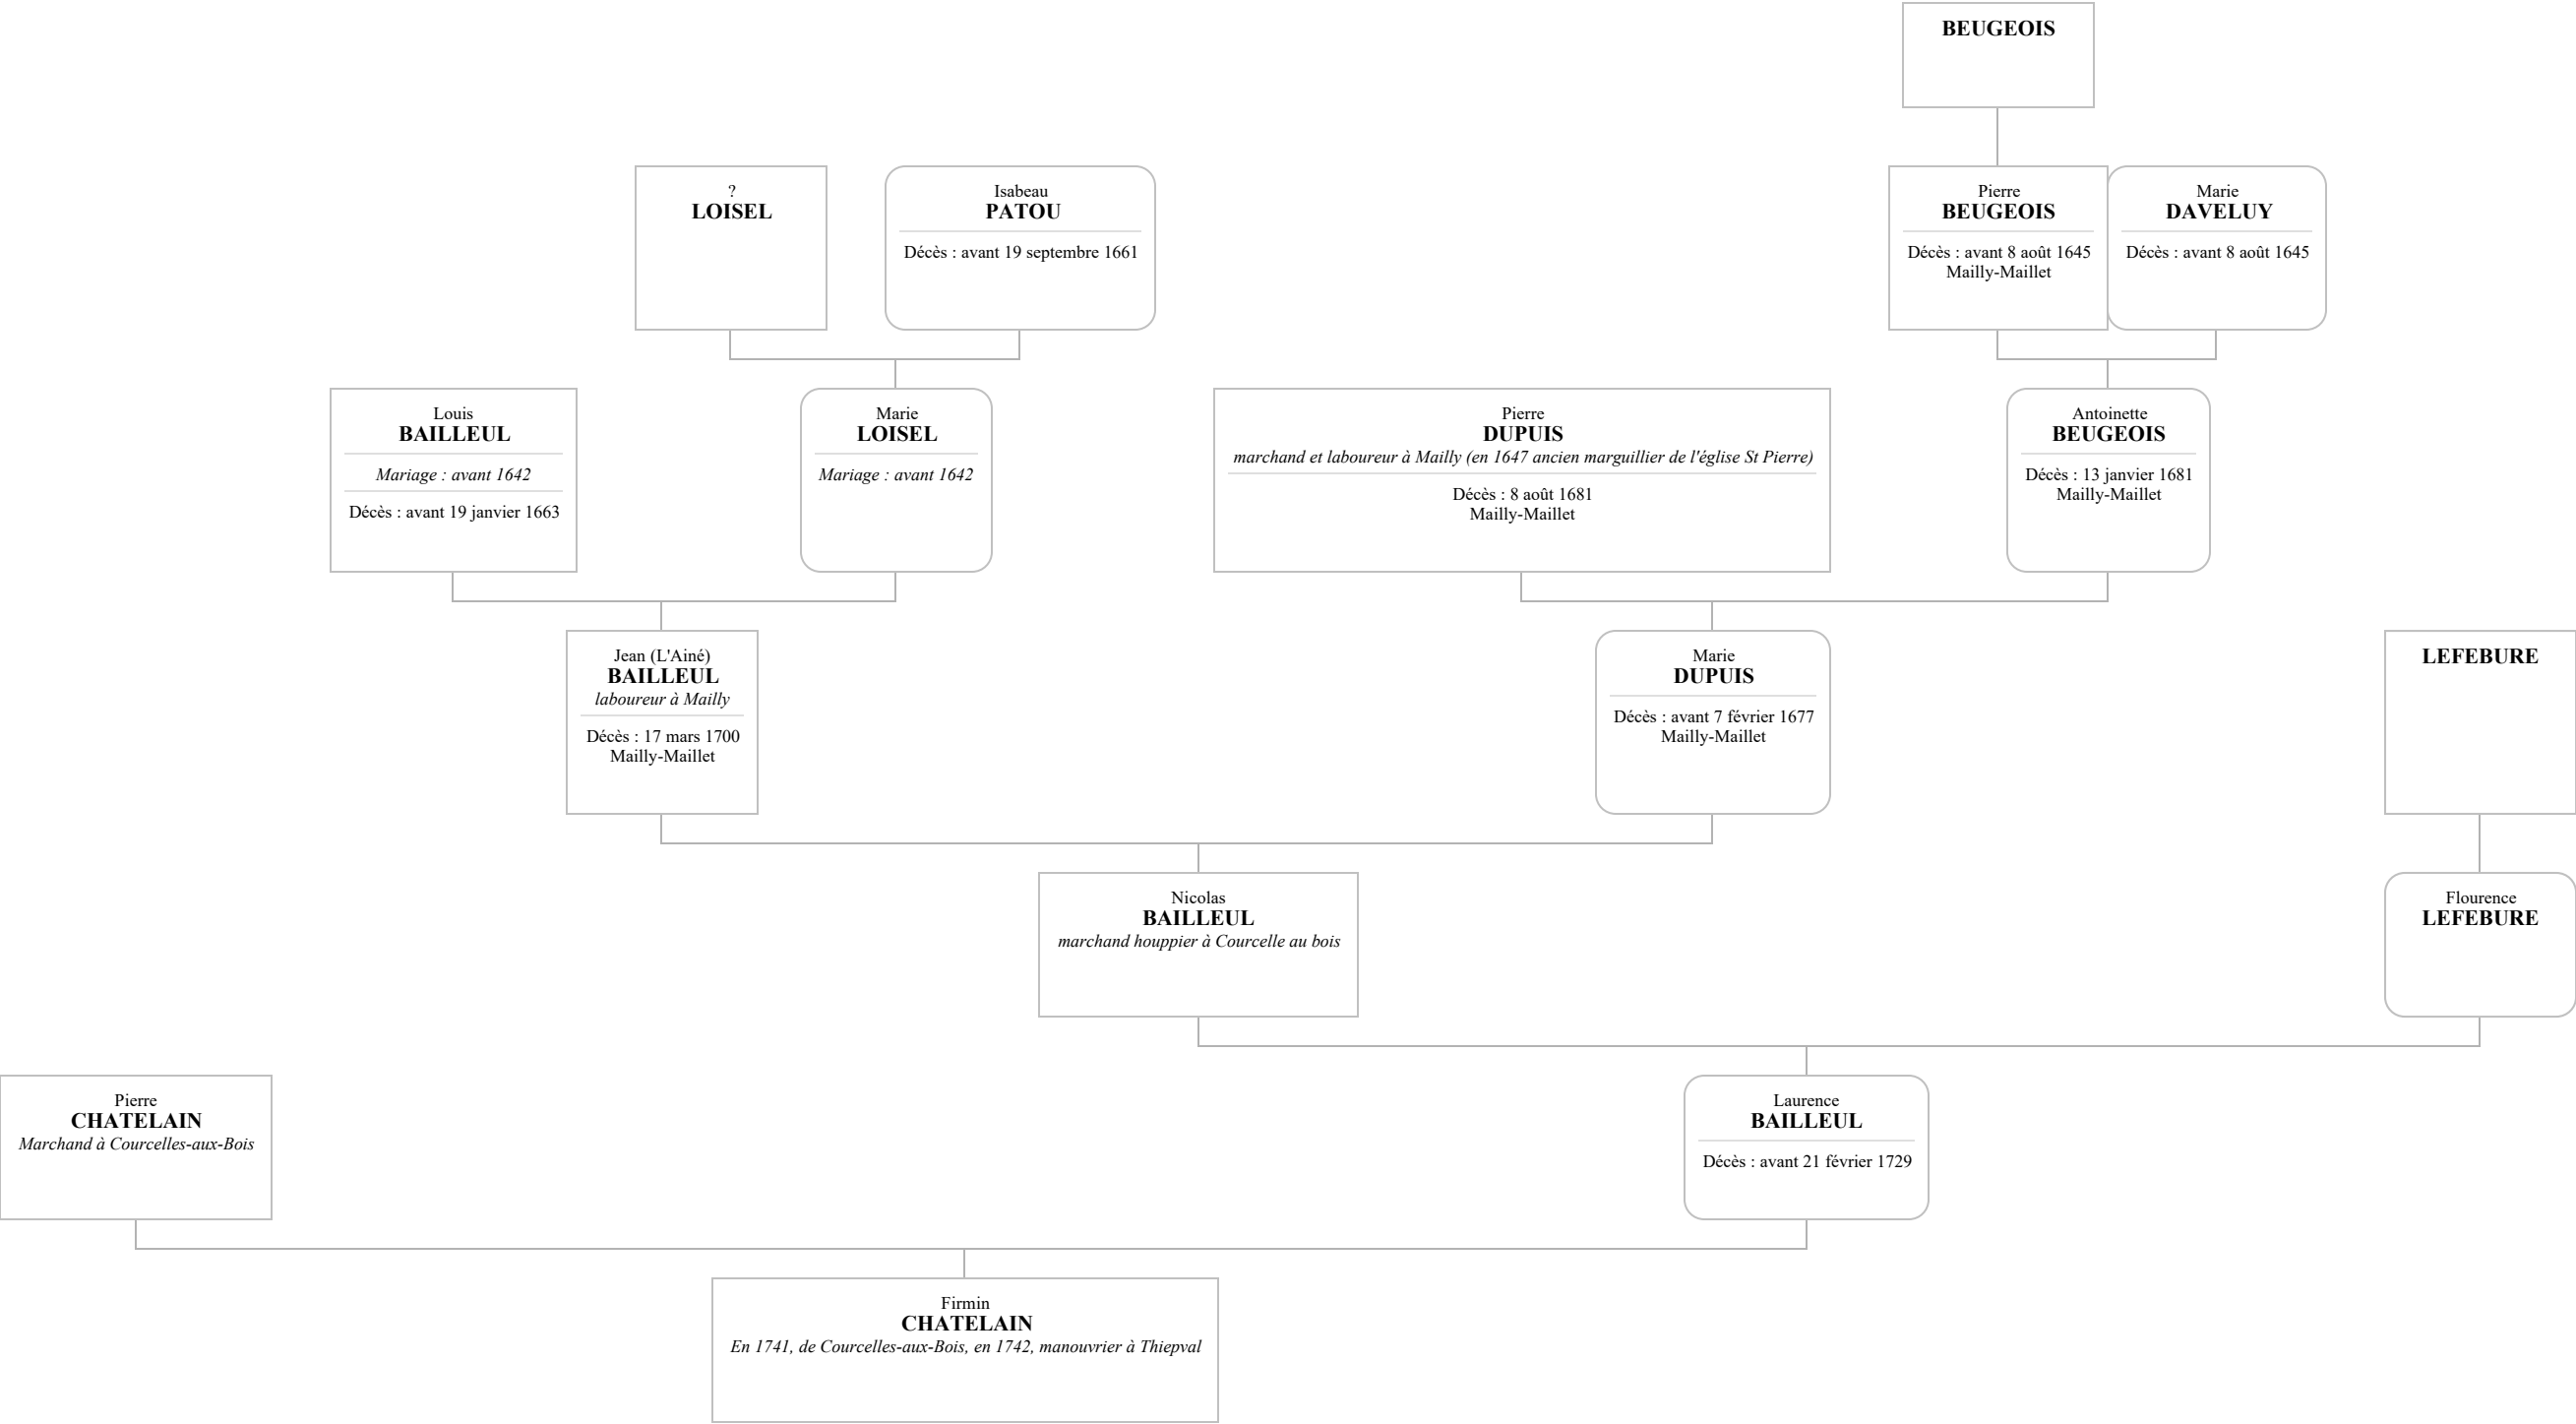 BEUGEOIS
?
LOISEL
Isabeau
PATOU
Décès : avant 19 septembre 1661
Pierre
BEUGEOIS
Décès : avant 8 août 1645
Mailly-Maillet
Marie
DAVELUY
Décès : avant 8 août 1645
Louis
BAILLEUL
Mariage : avant 1642
Décès : avant 19 janvier 1663
Marie
LOISEL
Mariage : avant 1642
Pierre
DUPUIS
marchand et laboureur à Mailly (en 1647 ancien marguillier de l'église St Pierre)
Décès : 8 août 1681
Mailly-Maillet
Antoinette
BEUGEOIS
Décès : 13 janvier 1681
Mailly-Maillet
Jean (L'Ainé)
BAILLEUL
laboureur à Mailly
Décès : 17 mars 1700
Mailly-Maillet
Marie
DUPUIS
Décès : avant 7 février 1677
Mailly-Maillet
LEFEBURE
Nicolas
BAILLEUL
marchand houppier à Courcelle au bois
Flourence
LEFEBURE
Pierre
CHATELAIN
Marchand à Courcelles-aux-Bois
Laurence
BAILLEUL
Décès : avant 21 février 1729
Firmin
CHATELAIN
En 1741, de Courcelles-aux-Bois, en 1742, manouvrier à Thiepval